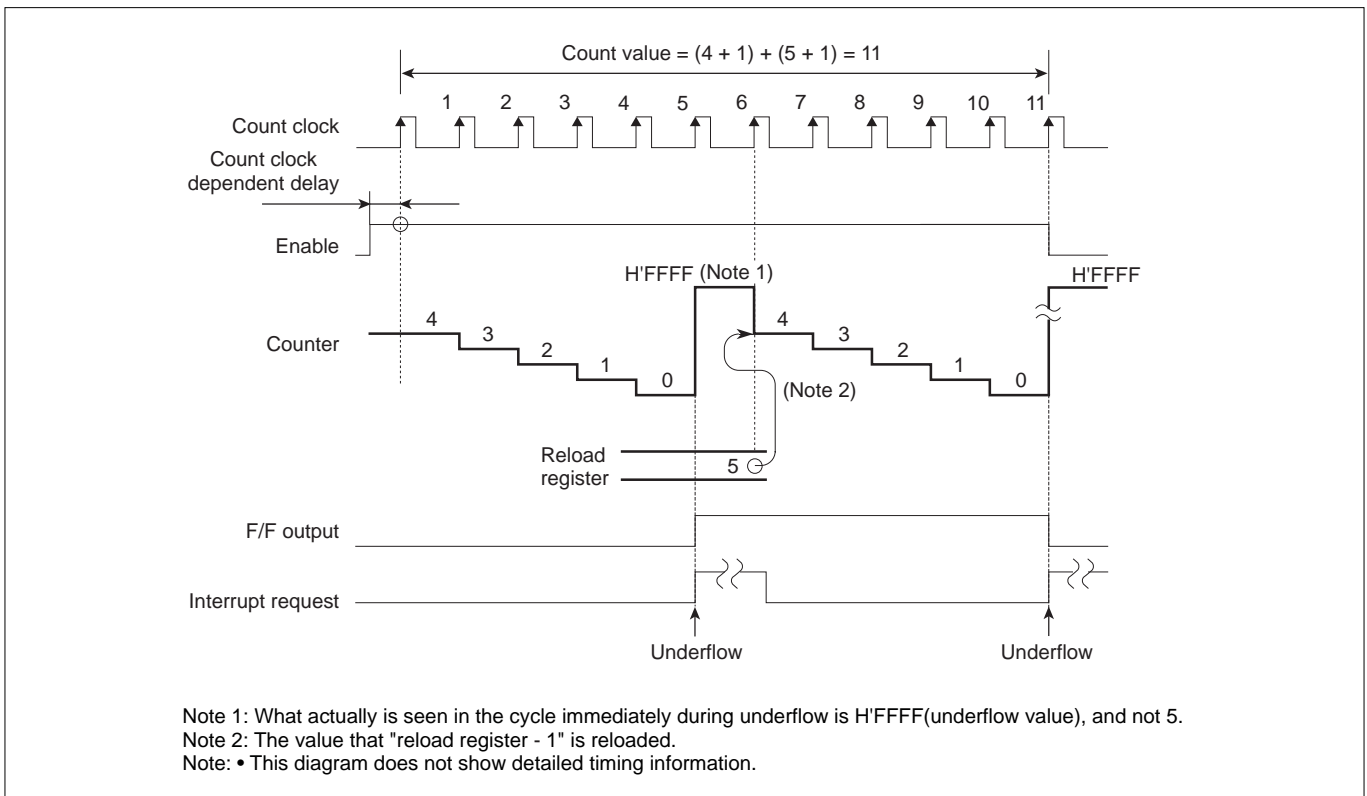 Count value = (4 + 1) + (5 + 1) = 11
1 2 3 4 5 6 7 8 9 10 11
Count clock
Count clock
dependent delay
Enable
H'FFFF (Note 1)
H'FFFF
Counter
4 3 2 1 0 4 3 2 1 0
(Note 2)
Reload
register
5
F/F output
Interrupt request
Underflow Underflow
Note 1: What actually is seen in the cycle immediately during underflow is H'FFFF(underflow value), and not 5.
Note 2: The value that "reload register - 1" is reloaded.
Note: • This diagram does not show detailed timing information.